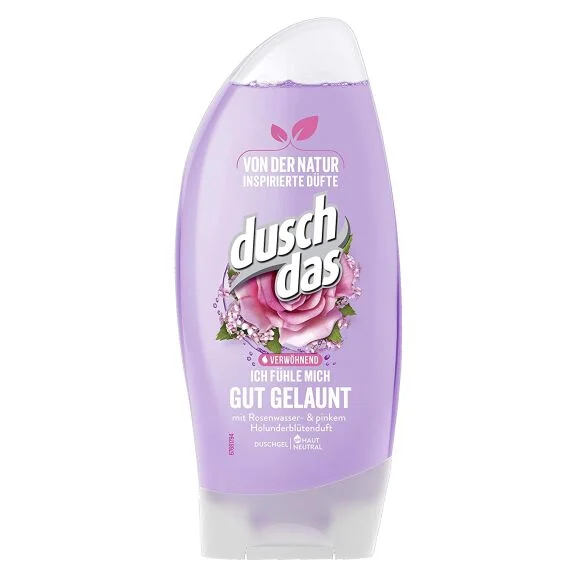 VON DER NATUR
INSPIRIERTE DÜFTE
dusch
das
VERWÖHNEND
ICH FÜHLE MICH
GUT GELAUNT
mit Rosenwasser- & pinkem
Holunderblütenduft
DUSCHGEL | pH HAUT
NEUTRAL